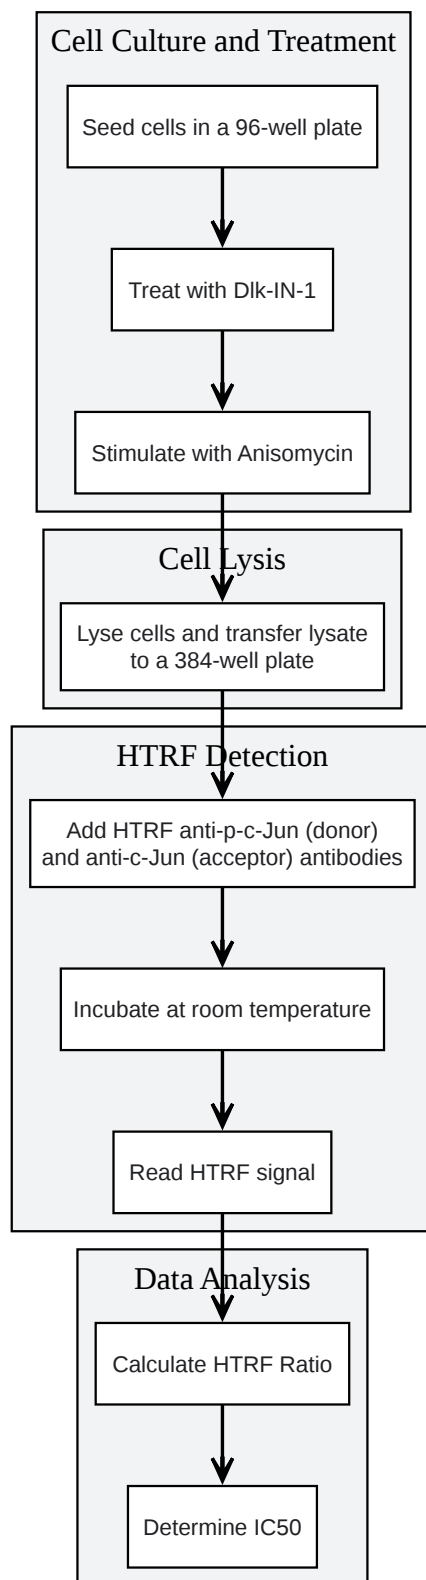 Cell Culture and Treatment
Seed cells in a 96-well plate
Treat with Dlk-IN-1
Stimulate with Anisomycin
Cell Lysis
Lyse cells and transfer lysate
to a 384-well plate
HTRF Detection
Add HTRF anti-p-c-Jun (donor)
and anti-c-Jun (acceptor) antibodies
Incubate at room temperature
Read HTRF signal
Data Analysis
Calculate HTRF Ratio
Determine IC50